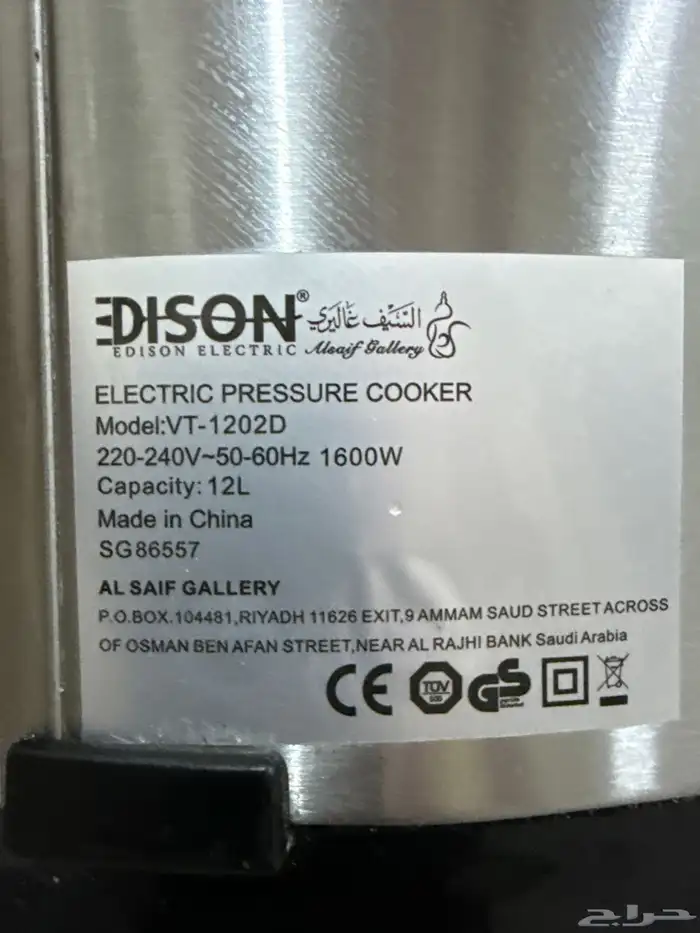 EDISON® السيف غاليري
EDISON ELECTRIC Alsaif Gallery
ELECTRIC PRESSURE COOKER
Model:VT-1202D
220-240V~50-60Hz 1600W
Capacity: 12L
Made in China
SG86557
AL SAIF GALLERY
P.O.BOX.104481,RIYADH 11626 EXIT,9 AMMAM SAUD STREET ACROSS
OF OSMAN BEN AFAN STREET,NEAR AL RAJHI BANK Saudi Arabia
CE TÜV GS
حراج